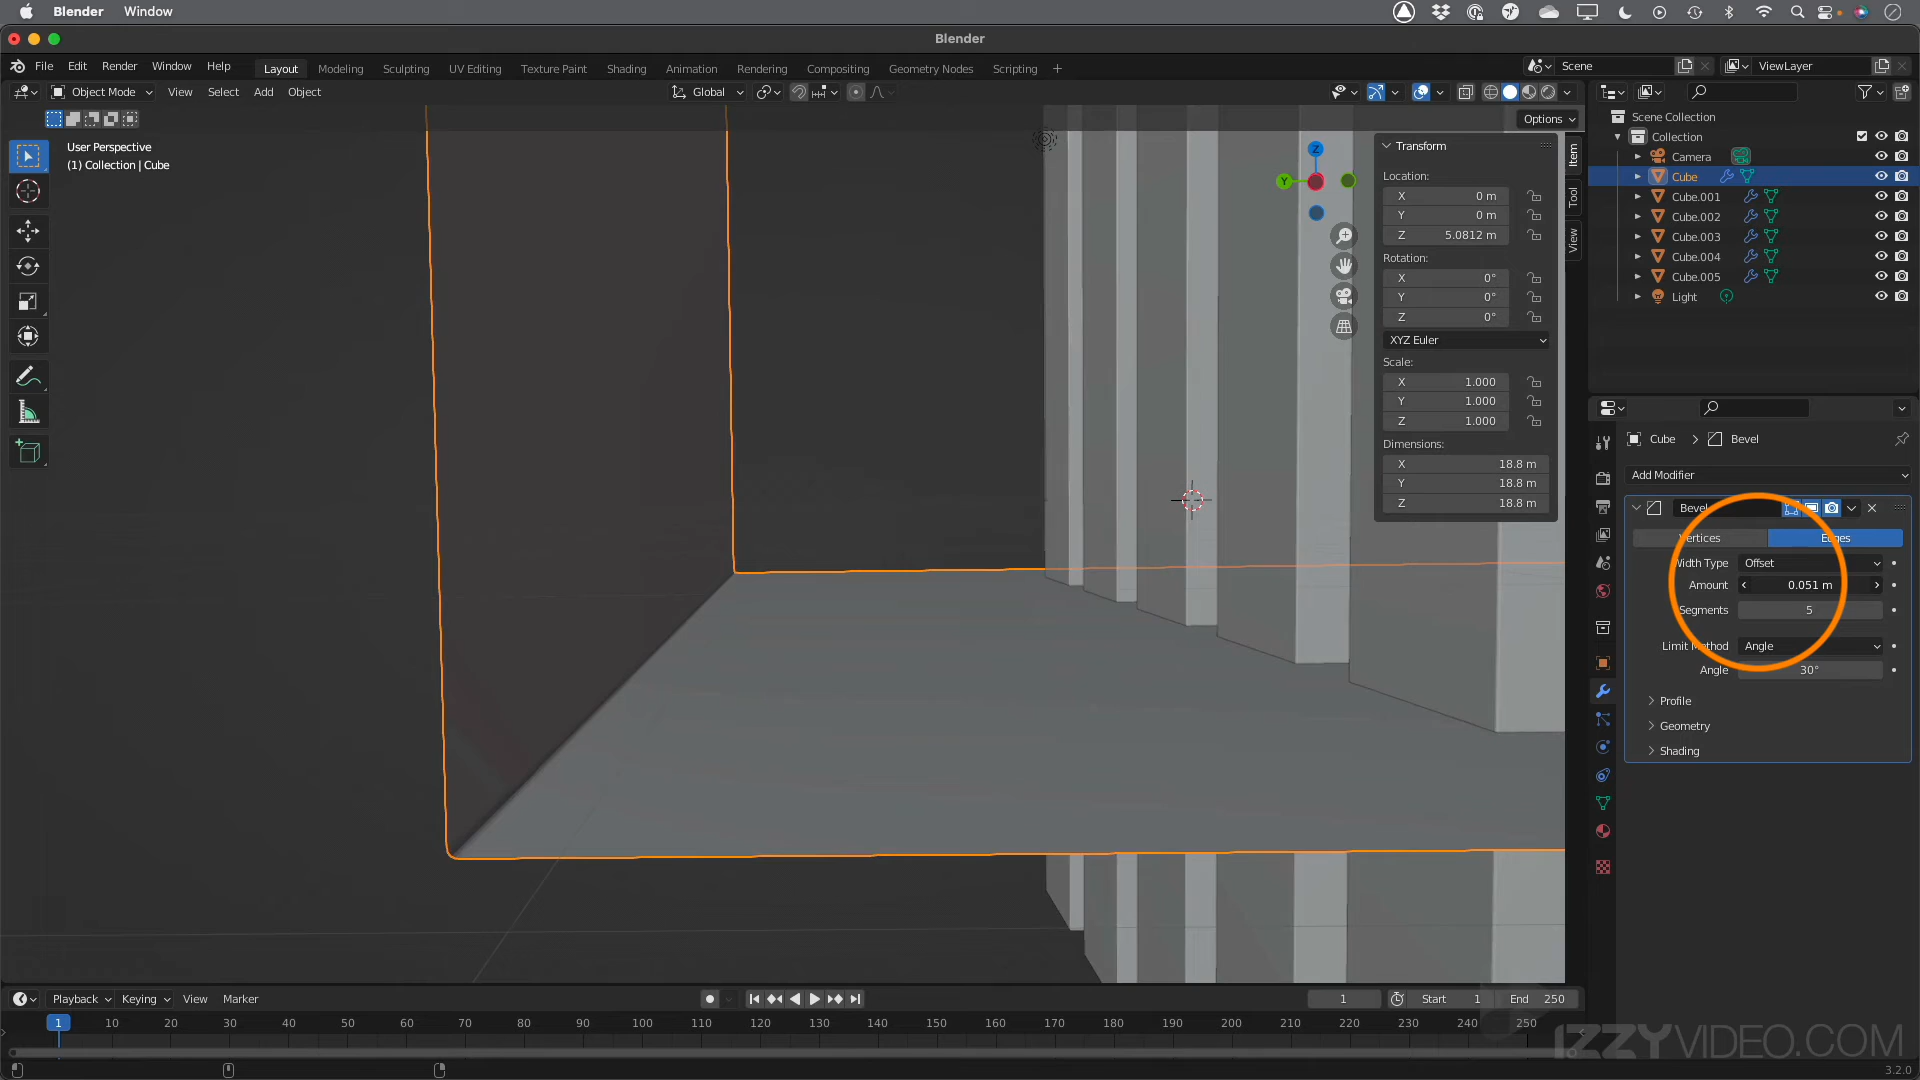 Blender Window
Blender
File Edit Render Window Help Layout Modeling Sculpting UV Editing Texture Paint Shading Animation Rendering Compositing Geometry Nodes Scripting + Scene ViewLayer
Object Mode View Select Add Object Global
Options
User Perspective
(1) Collection | Cube
Z
Y
Transform
Location:
X 0 m
Y 0 m
Z 5.0812 m
Rotation:
X 0°
Y 0°
Z 0°
XYZ Euler
Scale:
X 1.000
Y 1.000
Z 1.000
Dimensions:
X 18.8 m
Y 18.8 m
Z 18.8 m
Item
Tool
View
Scene Collection
Collection
Camera
Cube
Cube.001
Cube.002
Cube.003
Cube.004
Cube.005
Light
Cube > Bevel
Add Modifier
Bevel
Vertices Edges
Width Type Offset
Amount 0.051 m
Segments 5
Limit Method Angle
Angle 30°
Profile
Geometry
Shading
Playback Keying View Marker 1 Start 1 End 250
1 10 20 30 40 50 60 70 80 90 100 110 120 130 140 150 160 170 180 190 200 210 220 230 240 250
IZZYVIDEO.COM
3.2.0